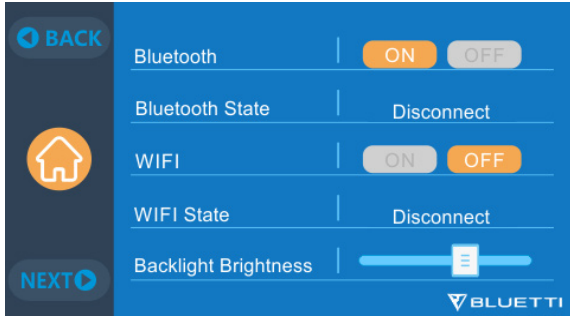 BACK
Bluetooth ON OFF
Bluetooth State Disconnect
WIFI ON OFF
WIFI State Disconnect
Backlight Brightness
NEXT
BLUETTI